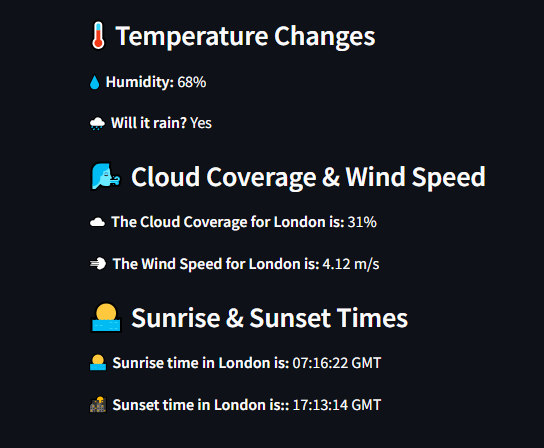 Temperature Changes
Humidity: 68%
Will it rain? Yes
Cloud Coverage & Wind Speed
The Cloud Coverage for London is: 31%
The Wind Speed for London is: 4.12 m/s
Sunrise & Sunset Times
Sunrise time in London is: 07:16:22 GMT
Sunset time in London is:: 17:13:14 GMT